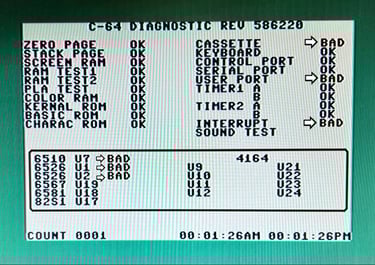 C-64 DIAGNOSTIC REV 586220
ZERO PAGE OK CASSETTE ⇨BAD
STACK PAGE OK KEYBOARD OK
SCREEN RAM OK CONTROL PORT OK
RAM TEST1 OK SERIAL PORT OK
RAM TEST2 OK USER PORT ⇨BAD
PLA TEST OK TIMER1 A OK
COLOR RAM OK B OK
KERNAL ROM OK TIMER2 A OK
BASIC ROM OK B OK
CHARAC ROM OK INTERRUPT ⇨BAD
SOUND TEST
6510 U7 ⇨BAD 4164
6526 U1 ⇨BAD U9 U21
6526 U2 ⇨BAD U10 U22
6567 U19 U11 U23
6581 U18 U12 U24
82S1 U17
COUNT 0001 00:01:26AM 00:01:26PM